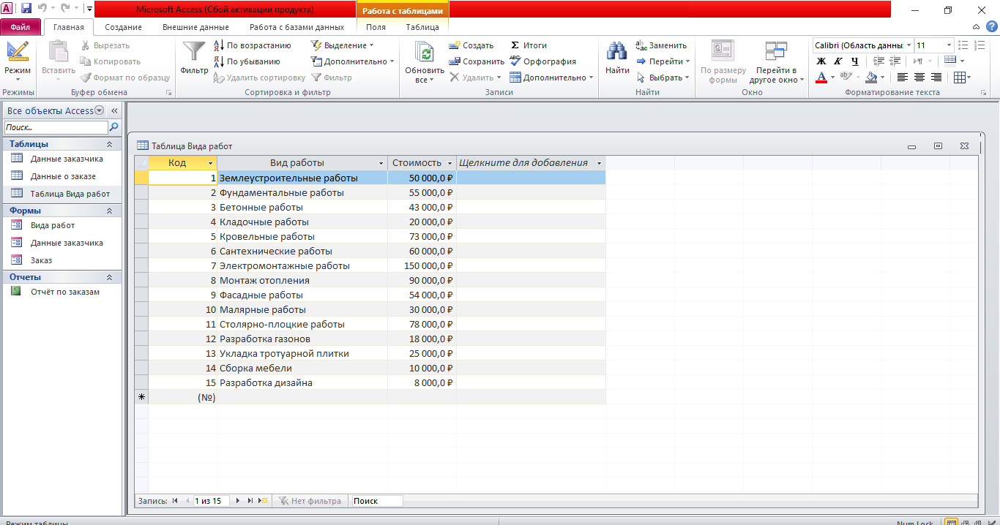 Microsoft Access (Сбой активации продукта)
Работа с таблицами
Файл Главная Создание Внешние данные Работа с базами данных Поля Таблица
Режим
Режимы
Вставить
Вырезать
Копировать
Формат по образцу
Буфер обмена
Фильтр
По возрастанию
По убыванию
Удалить сортировку
Выделение
Дополнительно
Фильтр
Сортировка и фильтр
Обновить все
Создать
Сохранить
Удалить
Итоги
Орфография
Дополнительно
Записи
Найти
Заменить
Перейти
Выбрать
Найти
По размеру формы
Перейти в другое окно
Окно
Calibri (Область данны 11
Ж К Ч
Форматирование текста
Все объекты Access
Поиск...
Таблицы
Данные заказчика
Данные о заказе
Таблица Вида работ
Формы
Вида работ
Данные заказчика
Заказ
Отчеты
Отчёт по заказам
Таблица Вида работ
Код Вид работы Стоимость Щелкните для добавления
1 Землеустроительные работы 50 000,0 ₽
2 Фундаментальные работы 55 000,0 ₽
3 Бетонные работы 43 000,0 ₽
4 Кладочные работы 20 000,0 ₽
5 Кровельные работы 73 000,0 ₽
6 Сантехнические работы 60 000,0 ₽
7 Электромонтажные работы 150 000,0 ₽
8 Монтаж отопления 90 000,0 ₽
9 Фасадные работы 54 000,0 ₽
10 Малярные работы 30 000,0 ₽
11 Столярно-плоцкие работы 78 000,0 ₽
12 Разработка газонов 18 000,0 ₽
13 Укладка тротуарной плитки 25 000,0 ₽
14 Сборка мебели 10 000,0 ₽
15 Разработка дизайна 8 000,0 ₽
(№)
Запись: 1 из 15 Нет фильтра Поиск
Режим таблицы Num Lock